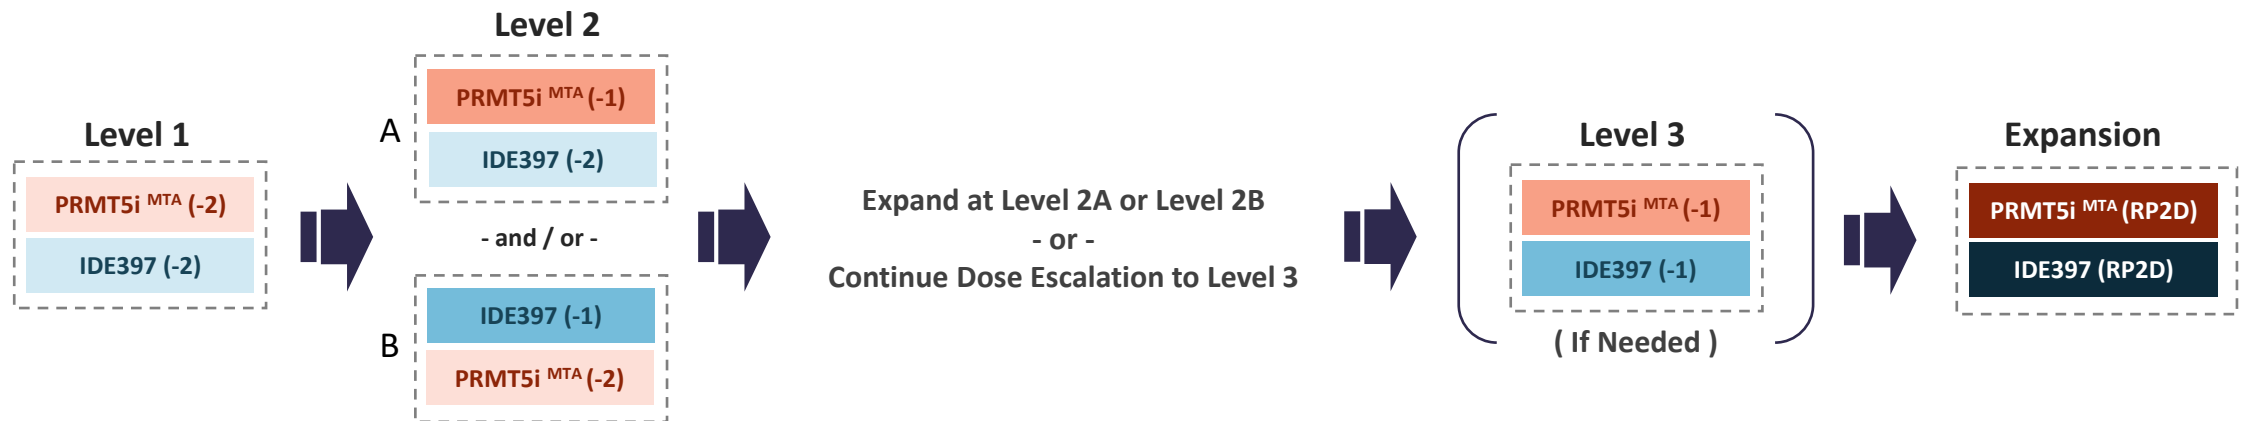 Level 1
PRMT5i MTA (-2)
IDE397 (-2)
Level 2
A
PRMT5i MTA (-1)
IDE397 (-2)
- and / or -
B
IDE397 (-1)
PRMT5i MTA (-2)
Expand at Level 2A or Level 2B
- or -
Continue Dose Escalation to Level 3
Level 3
PRMT5i MTA (-1)
IDE397 (-1)
( If Needed )
Expansion
PRMT5i MTA (RP2D)
IDE397 (RP2D)